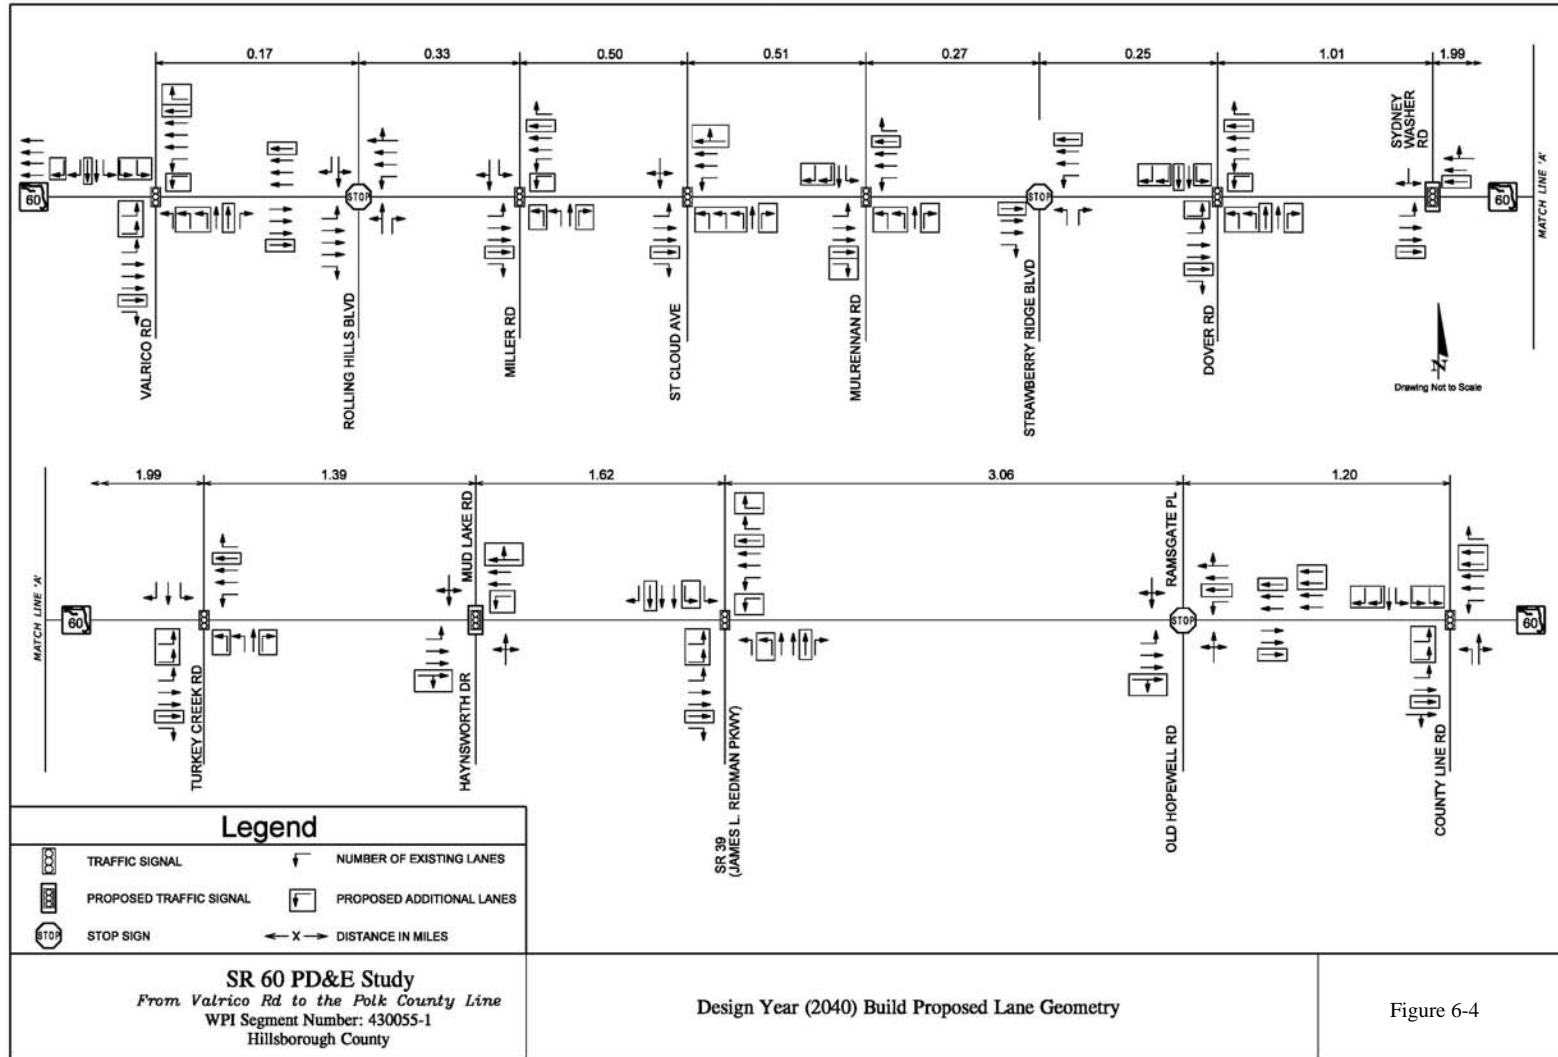 0.17 0.33 0.50 0.51 0.27 0.25 1.01 1.99
SYDNEY
WASHER
RD
60
STOP
STOP
60
MATCH LINE 'A'
VALRICO RD
ROLLING HILLS BLVD
MILLER RD
ST CLOUD AVE
MULRENNAN RD
STRAWBERRY RIDGE BLVD
DOVER RD
N
Drawing Not to Scale
1.99 1.39 1.62 3.06 1.20
MATCH LINE 'A'
60
MUD LAKE RD
RAMSGATE PL
STOP
60
TURKEY CREEK RD
HAYNSWORTH DR
SR 39
(JAMES L. REDMAN PKWY)
OLD HOPEWELL RD
COUNTY LINE RD
Legend
TRAFFIC SIGNAL
NUMBER OF EXISTING LANES
PROPOSED TRAFFIC SIGNAL
PROPOSED ADDITIONAL LANES
STOP
STOP SIGN
X
DISTANCE IN MILES
SR 60 PD&E Study
From Valrico Rd to the Polk County Line
WPI Segment Number: 430055-1
Hillsborough County
Design Year (2040) Build Proposed Lane Geometry
Figure 6-4